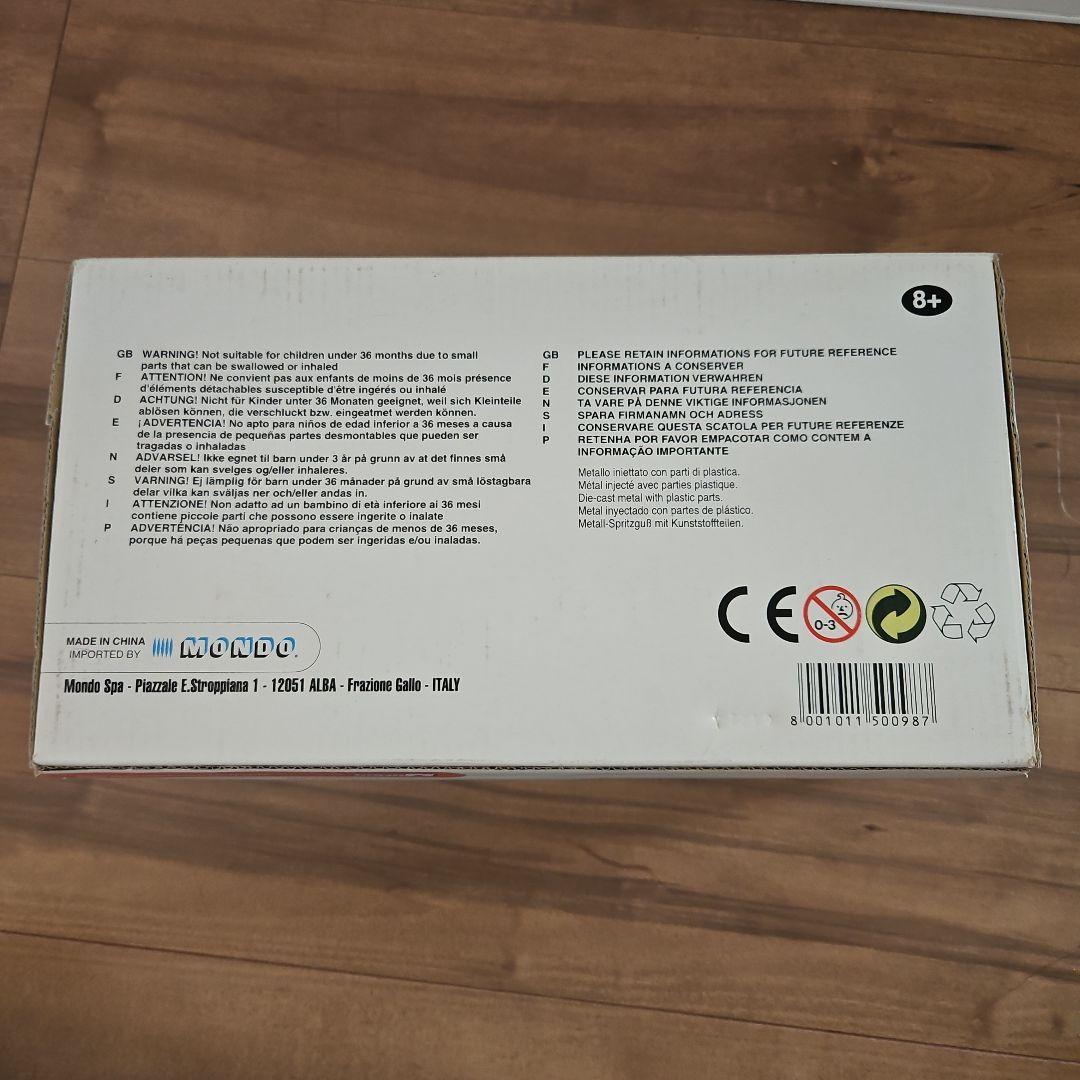 8+
GB WARNING! Not suitable for children under 36 months due to small
parts that can be swallowed or inhaled
F ATTENTION! Ne convient pas aux enfants de moins de 36 mois présence
d'éléments détachables susceptible d'être ingérés ou inhalé
D ACHTUNG! Nicht für Kinder unter 36 Monaten geeignet, weil sich Kleinteile
ablösen können, die verschluckt bzw. eingeatmet werden können.
E ¡ADVERTENCIA! No apto para niños de edad inferior a 36 meses a causa
de la presencia de pequeñas partes desmontables que pueden ser
tragadas o inhaladas
N ADVARSEL! Ikke egnet til barn under 3 år på grunn av at det finnes små
deler som kan svelges og/eller inhaleres.
S VARNING! Ej lämplig för barn under 36 månader på grund av små löstagbara
delar vilka kan sväljas ner och/eller andas in.
I ATTENZIONE! Non adatto ad un bambino di età inferiore ai 36 mesi
contiene piccole parti che possono essere ingerite o inalate
P ADVERTÊNCIA! Não apropriado para crianças de menos de 36 meses,
porque há peças pequenas que podem ser ingeridas e/ou inaladas.
GB PLEASE RETAIN INFORMATIONS FOR FUTURE REFERENCE
F INFORMATIONS A CONSERVER
D DIESE INFORMATION VERWAHREN
E CONSERVAR PARA FUTURA REFERENCIA
N TA VARE PÅ DENNE VIKTIGE INFORMASJONEN
S SPARA FIRMANAMN OCH ADRESS
I CONSERVARE QUESTA SCATOLA PER FUTURE REFERENZE
P RETENHA POR FAVOR EMPACOTAR COMO CONTEM A
INFORMAÇÃO IMPORTANTE
Metallo iniettato con parti di plastica.
Métal injecté avec parties plastique.
Die-cast metal with plastic parts.
Metal inyectado con partes de plástico.
Metall-Spritzguß mit Kunststoffteilen.
CE 0-3
MADE IN CHINA
IMPORTED BY MONDO.
Mondo Spa - Piazzale E.Stroppiana 1 - 12051 ALBA - Frazione Gallo - ITALY
8 001011 500987